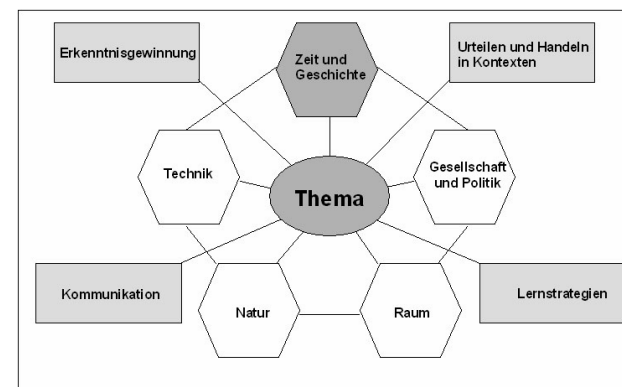 Erkenntnisgewinnung
Zeit und
Geschichte
Urteilen und Handeln
in Kontexten
Technik
Thema
Gesellschaft
und Politik
Kommunikation
Natur
Raum
Lernstrategien